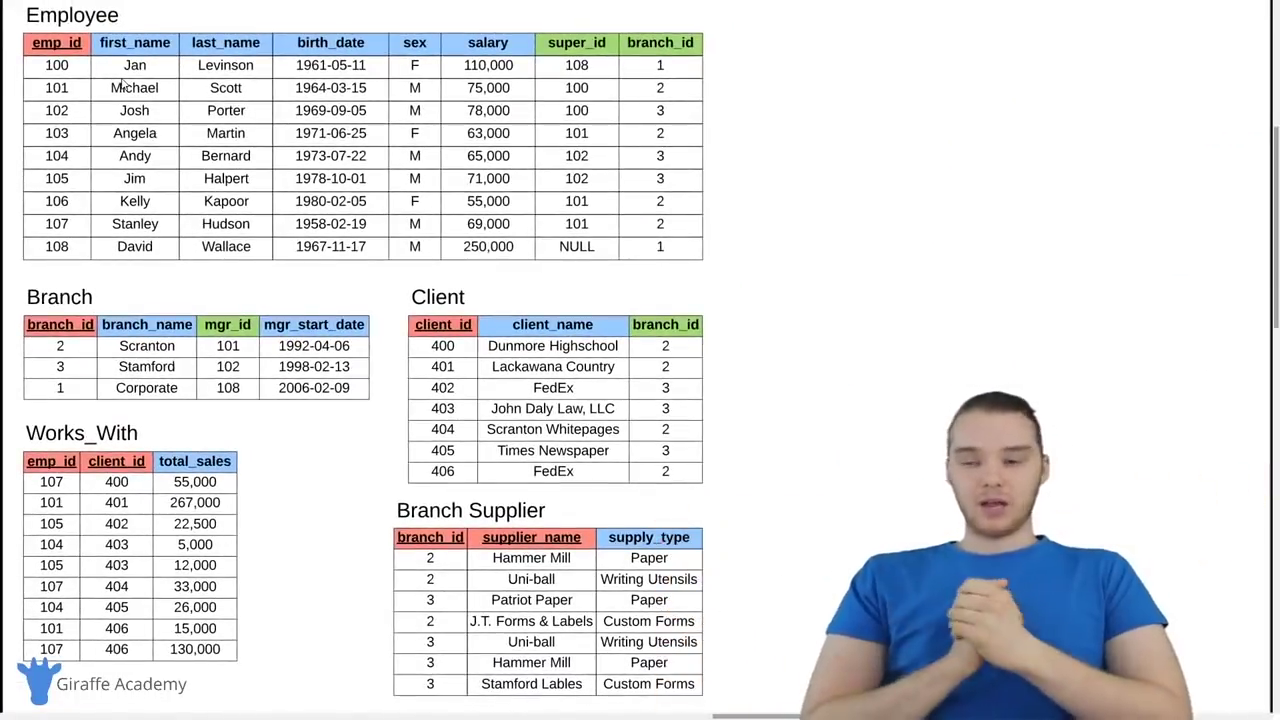 Employee
emp_id first_name last_name birth_date sex salary super_id branch_id
100 Jan Levinson 1961-05-11 F 110,000 108 1
101 Michael Scott 1964-03-15 M 75,000 100 2
102 Josh Porter 1969-09-05 M 78,000 100 3
103 Angela Martin 1971-06-25 F 63,000 101 2
104 Andy Bernard 1973-07-22 M 65,000 102 3
105 Jim Halpert 1978-10-01 M 71,000 102 3
106 Kelly Kapoor 1980-02-05 F 55,000 101 2
107 Stanley Hudson 1958-02-19 M 69,000 101 2
108 David Wallace 1967-11-17 M 250,000 NULL 1
Branch
branch_id branch_name mgr_id mgr_start_date
2 Scranton 101 1992-04-06
3 Stamford 102 1998-02-13
1 Corporate 108 2006-02-09
Client
client_id client_name branch_id
400 Dunmore Highschool 2
401 Lackawana Country 2
402 FedEx 3
403 John Daly Law, LLC 3
404 Scranton Whitepages 2
405 Times Newspaper 3
406 FedEx 2
Works_With
emp_id client_id total_sales
107 400 55,000
101 401 267,000
105 402 22,500
104 403 5,000
105 403 12,000
107 404 33,000
104 405 26,000
101 406 15,000
107 406 130,000
Branch Supplier
branch_id supplier_name supply_type
2 Hammer Mill Paper
2 Uni-ball Writing Utensils
3 Patriot Paper Paper
2 J.T. Forms & Labels Custom Forms
3 Uni-ball Writing Utensils
3 Hammer Mill Paper
3 Stamford Lables Custom Forms
Giraffe Academy